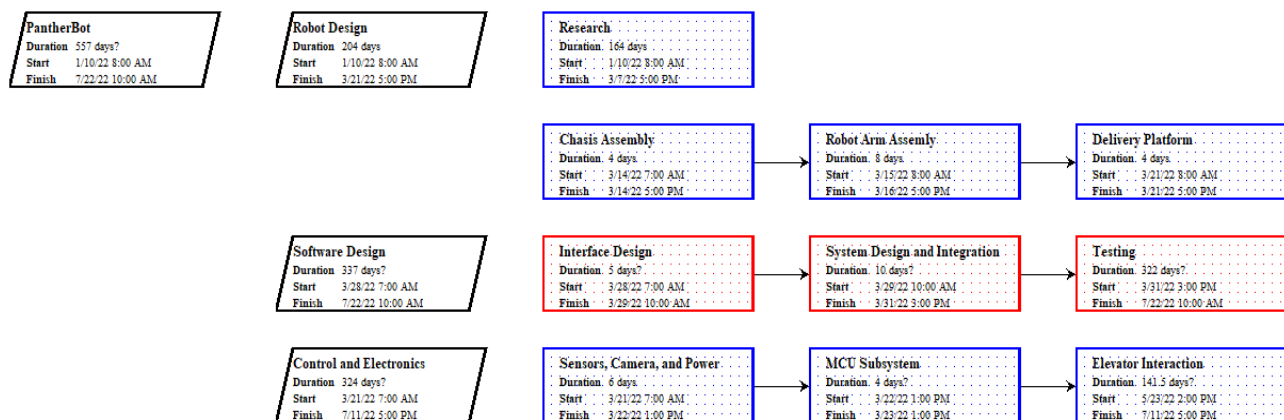 PantherBot
Duration 557 days?
Start 1/10/22 8:00 AM
Finish 7/22/22 10:00 AM
Robot Design
Duration 204 days
Start 1/10/22 8:00 AM
Finish 3/21/22 5:00 PM
Research
Duration 164 days
Start 1/10/22 8:00 AM
Finish 3/7/22 5:00 PM
Chasis Assembly
Duration 4 days
Start 3/14/22 7:00 AM
Finish 3/14/22 5:00 PM
Robot Arm Assemly
Duration 8 days
Start 3/15/22 8:00 AM
Finish 3/16/22 5:00 PM
Delivery Platform
Duration 4 days
Start 3/21/22 8:00 AM
Finish 3/21/22 5:00 PM
Software Design
Duration 337 days?
Start 3/28/22 7:00 AM
Finish 7/22/22 10:00 AM
Interface Design
Duration 5 days?
Start 3/28/22 7:00 AM
Finish 3/29/22 10:00 AM
System Design and Integration
Duration 10 days?
Start 3/29/22 10:00 AM
Finish 3/31/22 3:00 PM
Testing
Duration 322 days?
Start 3/31/22 3:00 PM
Finish 7/22/22 10:00 AM
Control and Electronics
Duration 324 days?
Start 3/21/22 7:00 AM
Finish 7/11/22 5:00 PM
Sensors, Camera, and Power
Duration 6 days
Start 3/21/22 7:00 AM
Finish 3/22/22 1:00 PM
MCU Subsystem
Duration 4 days?
Start 3/22/22 1:00 PM
Finish 3/23/22 1:00 PM
Elevator Interaction
Duration 141.5 days?
Start 5/23/22 2:00 PM
Finish 7/11/22 5:00 PM